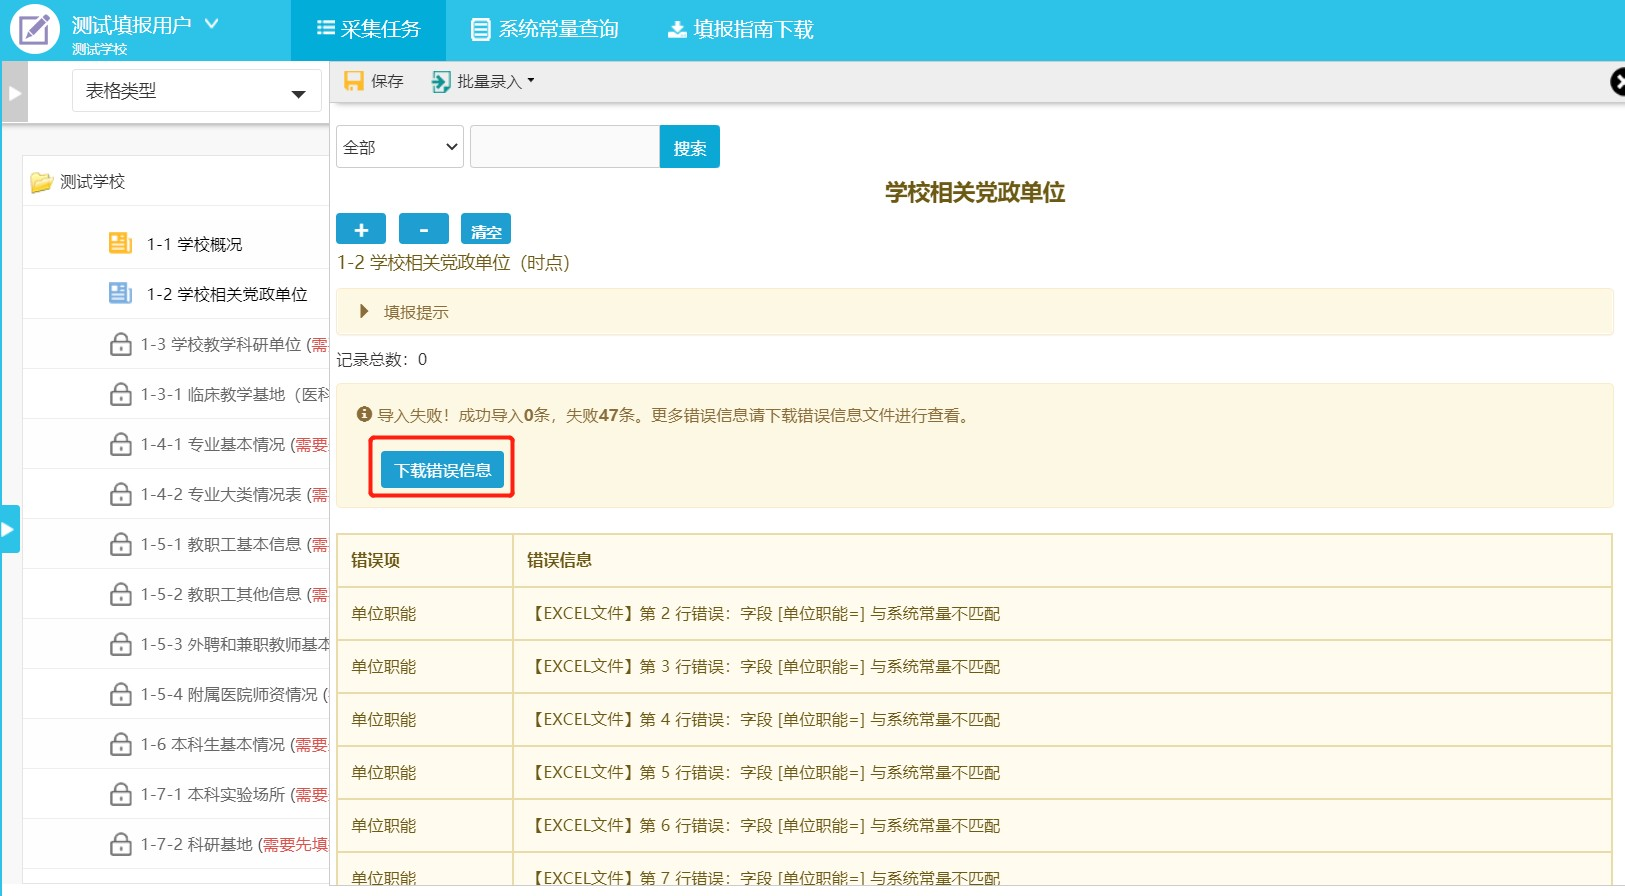 测试填报用户
测试学校
采集任务
系统常量查询
填报指南下载
表格类型
保存
批量录入
测试学校
1-1 学校概况
1-2 学校相关党政单位
1-3 学校教学科研单位 (需
1-3-1 临床教学基地（医科
1-4-1 专业基本情况 (需要
1-4-2 专业大类情况表 (需
1-5-1 教职工基本信息 (需
1-5-2 教职工其他信息 (需
1-5-3 外聘和兼职教师基本
1-5-4 附属医院师资情况 (
1-6 本科生基本情况 (需要
1-7-1 本科实验场所 (需要
1-7-2 科研基地 (需要先填
全部
搜索
学校相关党政单位
+ - 清空
1-2 学校相关党政单位（时点）
填报提示
记录总数：0
导入失败！成功导入0条，失败47条。更多错误信息请下载错误信息文件进行查看。
下载错误信息
错误项 错误信息
单位职能 【EXCEL文件】第 2 行错误：字段 [单位职能=] 与系统常量不匹配
单位职能 【EXCEL文件】第 3 行错误：字段 [单位职能=] 与系统常量不匹配
单位职能 【EXCEL文件】第 4 行错误：字段 [单位职能=] 与系统常量不匹配
单位职能 【EXCEL文件】第 5 行错误：字段 [单位职能=] 与系统常量不匹配
单位职能 【EXCEL文件】第 6 行错误：字段 [单位职能=] 与系统常量不匹配
单位职能 【EXCEL文件】第 7 行错误：字段 [单位职能=] 与系统常量不匹配